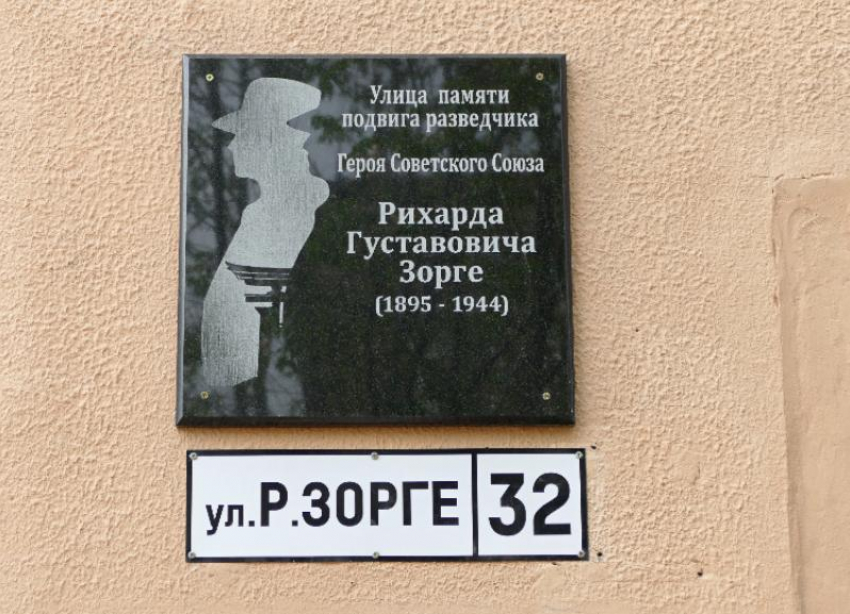 Улица памяти
подвига разведчика
Героя Советского Союза
Рихарда
Густавовича
Зорге
(1895 - 1944)
ул.Р.ЗОРГЕ 32